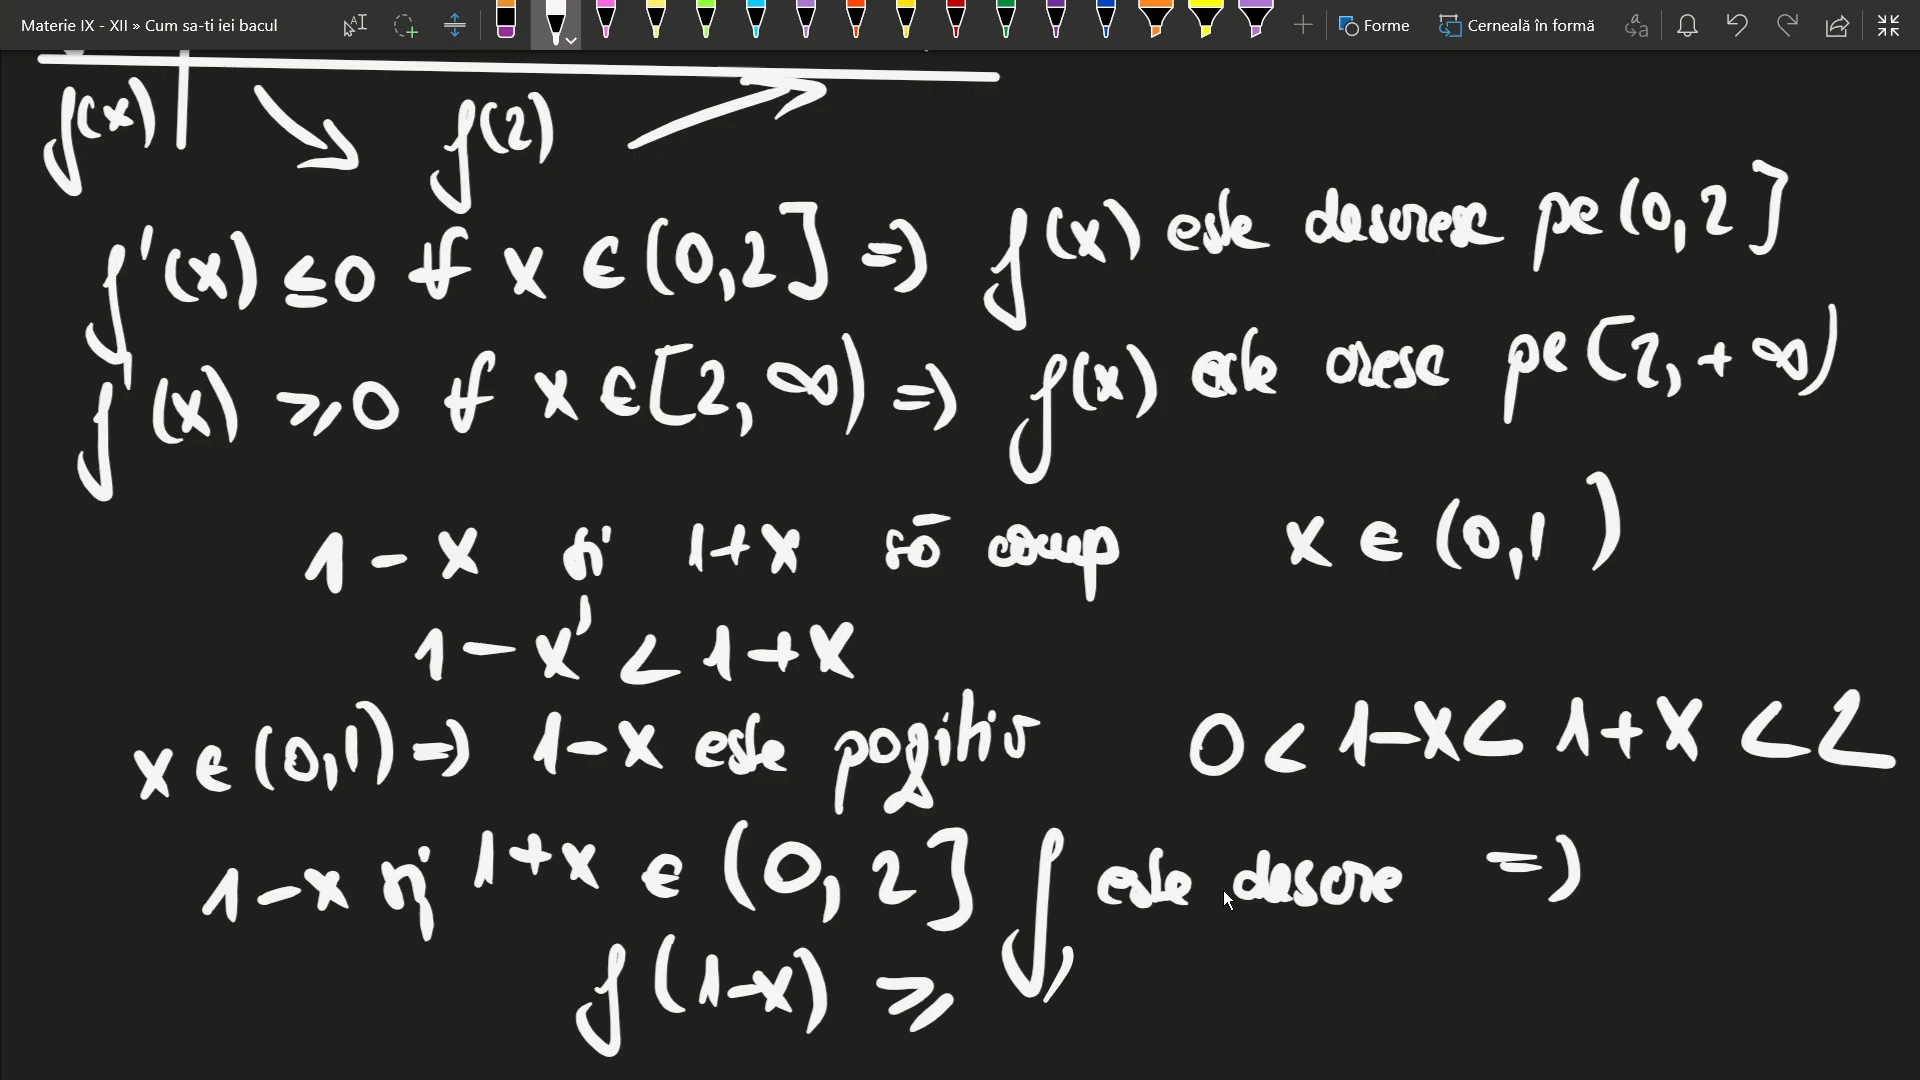 Materie IX - XII » Cum sa-ti iei bacul
Forme
Cerneală în formă
f(x) f(2)
f'(x) ≤ 0 ∀ x ∈ (0,2] => f(x) este descresc pe (0,2]
f'(x) ⩾ 0 ∀ x ∈ [2, ∞) => f(x) este cresc pe [2, +∞)
1 - x și 1+x să comp x ∈ (0,1)
1 - x < 1+x
x ∈ (0,1) => 1-x este pozitiv 0 < 1-x < 1+x < 2
1-x și 1+x ∈ (0, 2] f este descre =>
f(1-x) ⩾